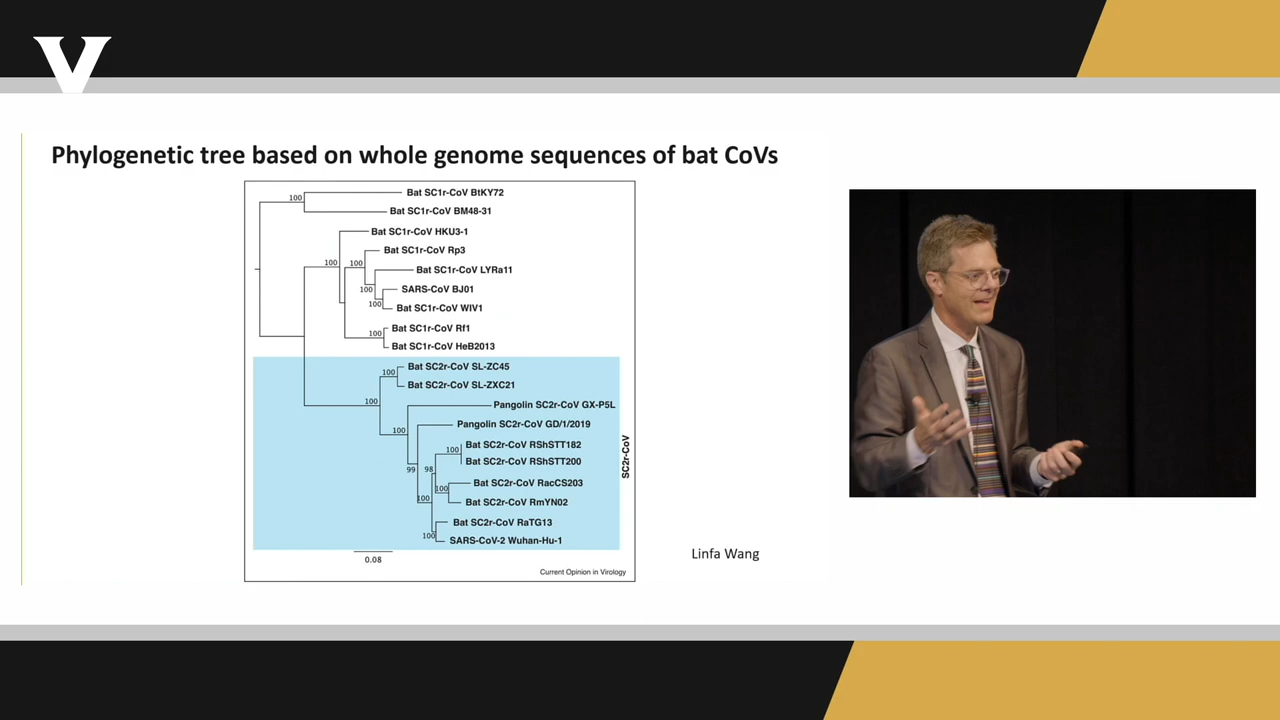 V
Phylogenetic tree based on whole genome sequences of bat CoVs
100
Bat SC1r-CoV BtKY72
Bat SC1r-CoV BM48-31
Bat SC1r-CoV HKU3-1
100
100
Bat SC1r-CoV Rp3
Bat SC1r-CoV LYRa11
100
SARS-CoV BJ01
100
Bat SC1r-CoV WIV1
100
Bat SC1r-CoV Rf1
Bat SC1r-CoV HeB2013
100
Bat SC2r-CoV SL-ZC45
Bat SC2r-CoV SL-ZXC21
100
Pangolin SC2r-CoV GX-P5L
100
Pangolin SC2r-CoV GD/1/2019
100
Bat SC2r-CoV RShSTT182
Bat SC2r-CoV RShSTT200
99
98
100
Bat SC2r-CoV RacCS203
100
Bat SC2r-CoV RmYN02
Bat SC2r-CoV RaTG13
100
SARS-CoV-2 Wuhan-Hu-1
SC2r-CoV
0.08
Current Opinion in Virology
Linfa Wang